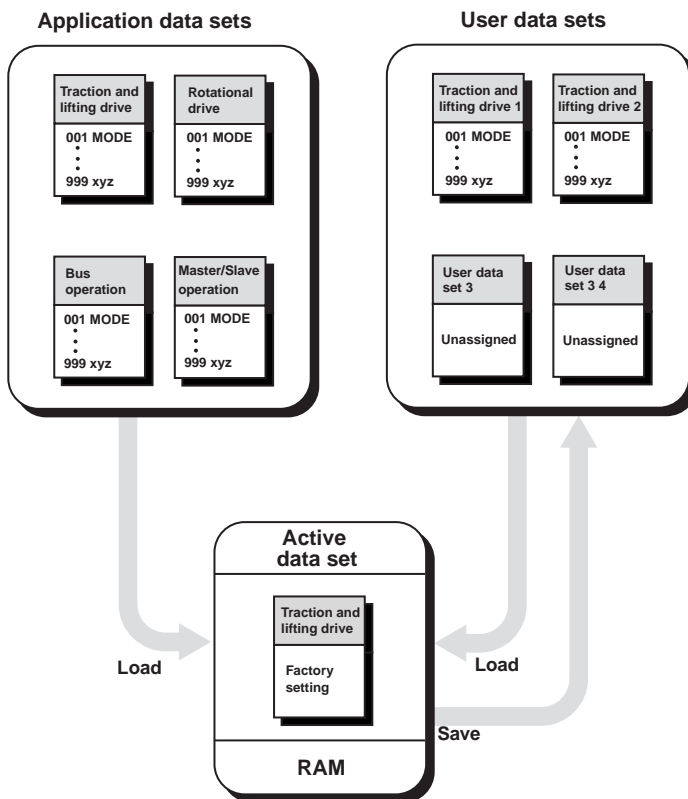 Application data sets
User data sets
Traction and
lifting drive
001 MODE
999 xyz
Rotational
drive
001 MODE
999 xyz
Bus
operation
001 MODE
999 xyz
Master/Slave
operation
001 MODE
999 xyz
Traction and
lifting drive 1
001 MODE
999 xyz
Traction and
lifting drive 2
001 MODE
999 xyz
User data
set 3
Unassigned
User data
set 3 4
Unassigned
Active
data set
Traction and
lifting drive
Factory
setting
RAM
Load
Load
Save